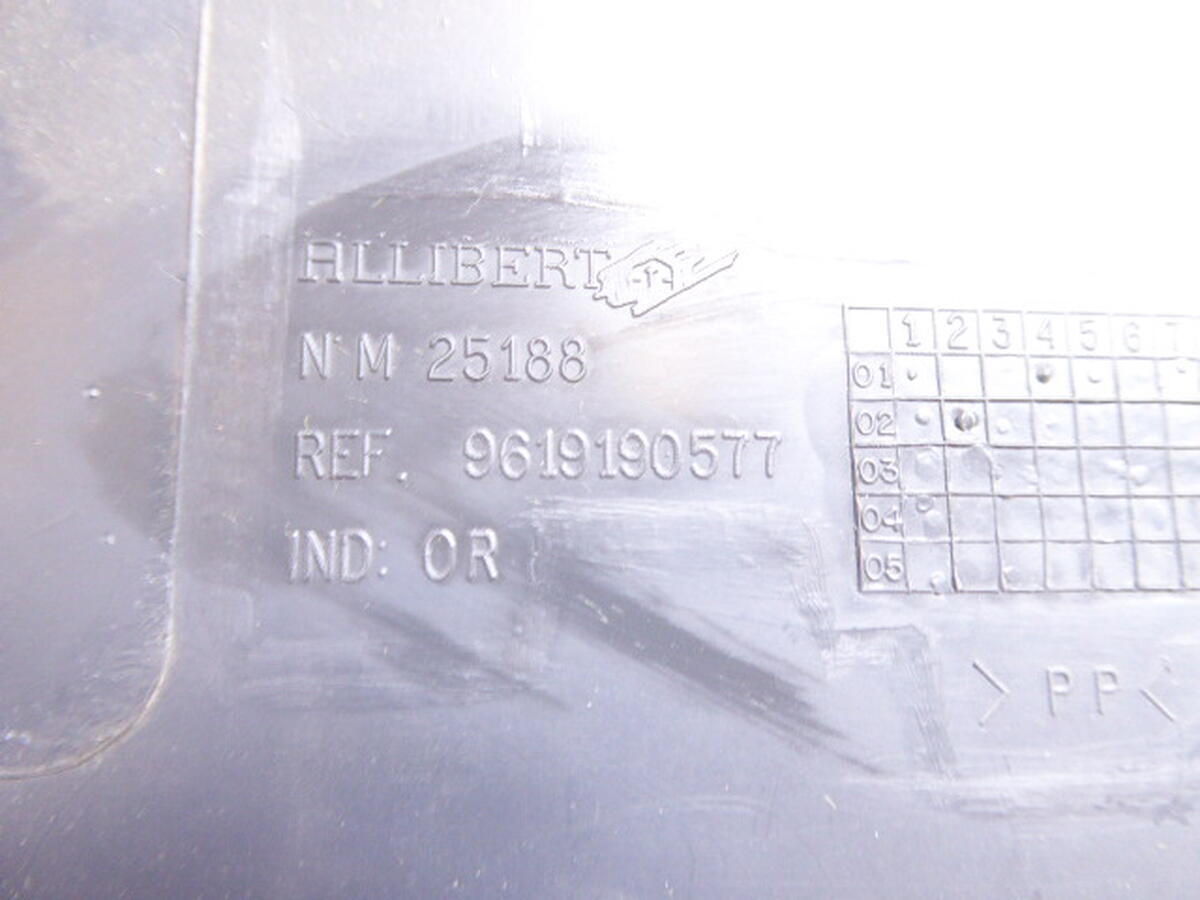 ALLIBERT
N M 25188
REF. 9619190577
IND: OR
1 2 3 4 5 6 7
01
02
03
04
05
>PP<